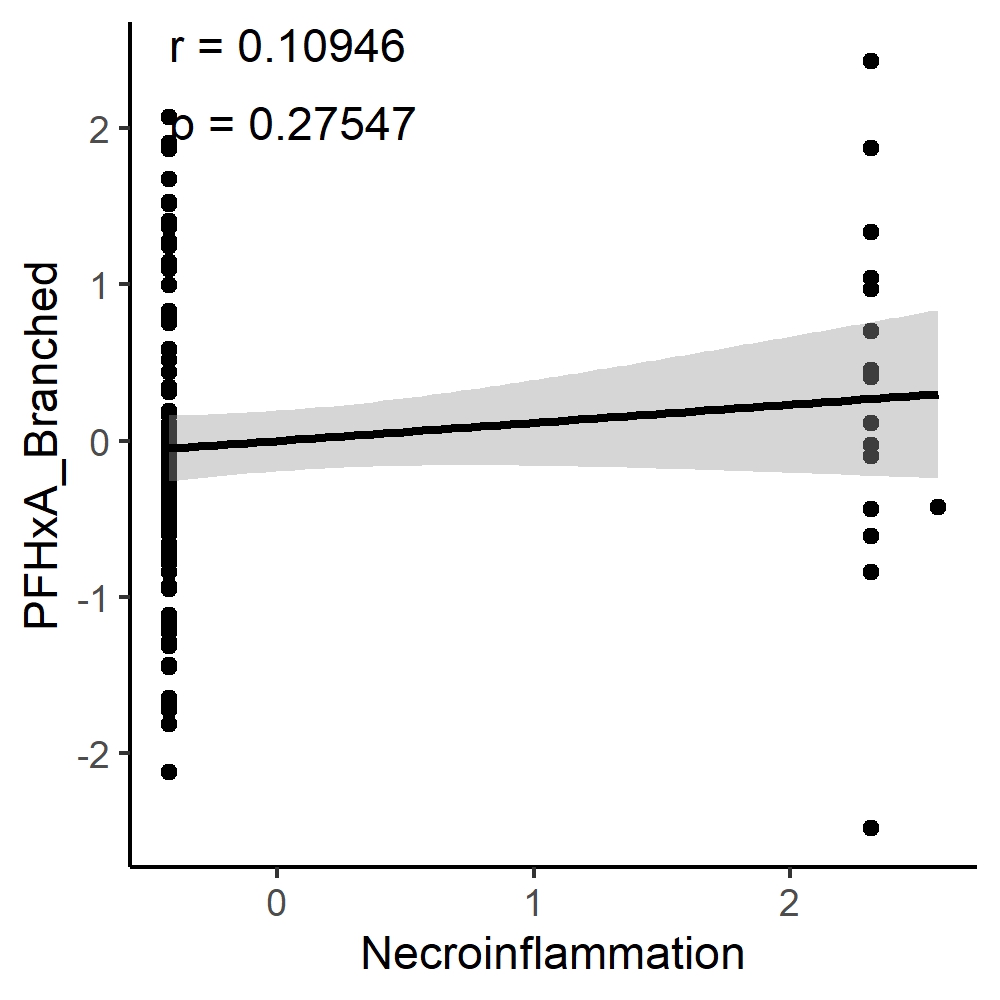 r = 0.10946
p = 0.27547
2
1
0
-1
-2
PFHxA_Branched
0
1
2
Necroinflammation